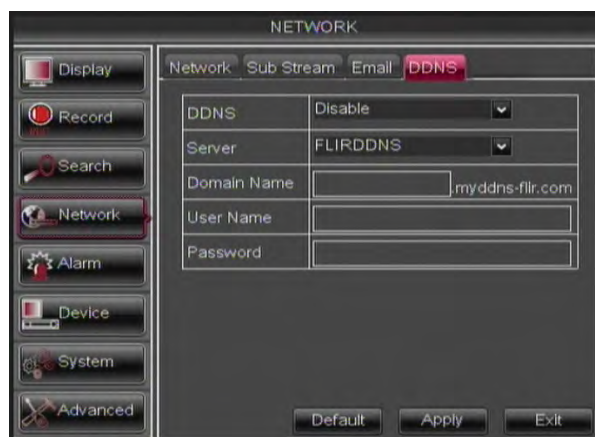 NETWORK
Display
Record
Search
Network
Alarm
Device
System
Advanced
Network Sub Stream Email DDNS
DDNS Disable
Server FLIRDDNS
Domain Name .myddns-flir.com
User Name
Password
Default Apply Exit